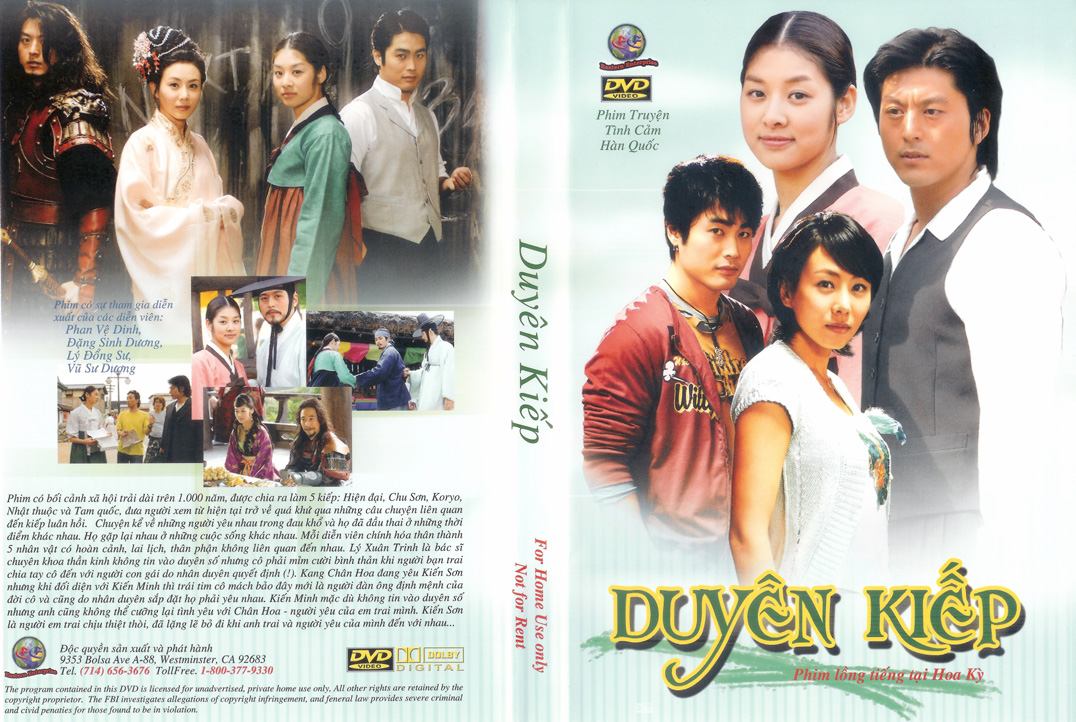 Phim có sự tham gia diễn
xuất của các diễn viên:
Phan Vệ Dinh,
Đặng Sinh Dương,
Lý Đồng Sư,
Vũ Sư Dương
Phim có bối cảnh xã hội trải dài trên 1.000 năm, được chia ra làm 5 kiếp: Hiện đại, Chu Sơn, Koryo,
Nhật thuộc và Tam quốc, đưa người xem từ hiện tại trở về quá khứ qua những câu chuyện liên quan
đến kiếp luân hồi. Chuyện kể về những người yêu nhau trong đau khổ và họ đã đầu thai ở những thời
điểm khác nhau. Họ gặp lại nhau ở những cuộc sống khác nhau. Mỗi diễn viên chính hóa thân thành
5 nhân vật có hoàn cảnh, lai lịch, thân phận không liên quan đến nhau. Lý Xuân Trinh là bác sĩ
chuyên khoa thần kinh không tin vào duyên số nhưng cô phải mỉm cười bình thản khi người bạn trai
chia tay cô đến với người con gái do nhân duyên quyết định (!). Kang Chân Hoa đang yêu Kiến Sơn
nhưng khi đối diện với Kiến Minh thì trái tim cô mách bảo đây mới là người đàn ông định mệnh của
đời cô và cũng do nhân duyên sắp đặt họ phải yêu nhau. Kiến Minh mặc dù không tin vào duyên số
nhưng anh cũng không thể cưỡng lại tình yêu với Chân Hoa - người yêu của em trai mình. Kiến Sơn
là người em trai chịu thiệt thòi, đã lặng lẽ bỏ đi khi anh trai và người yêu của mình đến với nhau...
Eastern Enterprise
Độc quyền sản xuất và phát hành
9353 Bolsa Ave A-88, Westminster, CA 92683
Tel. (714) 656-3676 TollFree. 1-800-377-9330
DVD
VIDEO
DOLBY
DIGITAL
The program contained in this DVD is licensed for unadvertised, private home use only, All other rights are retained by the
copyright proprietor. The FBI investigates allegations of copyright infringement, and feneral law provides severe criminal
and civid penaties for those found to be in violation.
Duyên Kiếp
For Home Use only
Not for Rent
Eastern Enterprise
DVD
VIDEO
Phim Truyện
Tình Cảm
Hàn Quốc
DUYÊN KIẾP
Phim lồng tiếng tại Hoa Kỳ